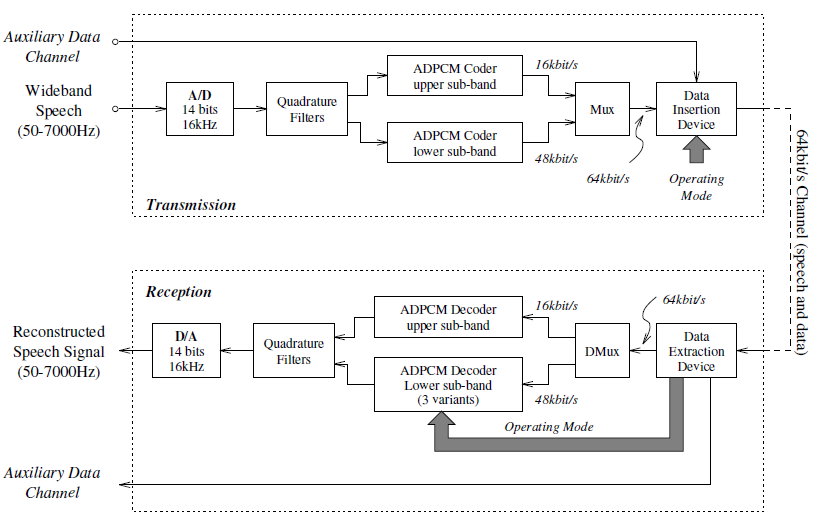 Auxiliary Data
Channel
Wideband
Speech
(50-7000Hz)
A/D
14 bits
16kHz
Quadrature
Filters
ADPCM Coder
upper sub-band
ADPCM Coder
lower sub-band
16kbit/s
48kbit/s
Mux
64kbit/s
Data
Insertion
Device
Operating
Mode
Transmission
64kbit/s Channel (speech and data)
Reception
Reconstructed
Speech Signal
(50-7000Hz)
D/A
14 bits
16kHz
Quadrature
Filters
ADPCM Decoder
upper sub-band
ADPCM Decoder
Lower sub-band
(3 variants)
16kbit/s
48kbit/s
DMux
64kbit/s
Data
Extraction
Device
Operating Mode
Auxiliary Data
Channel